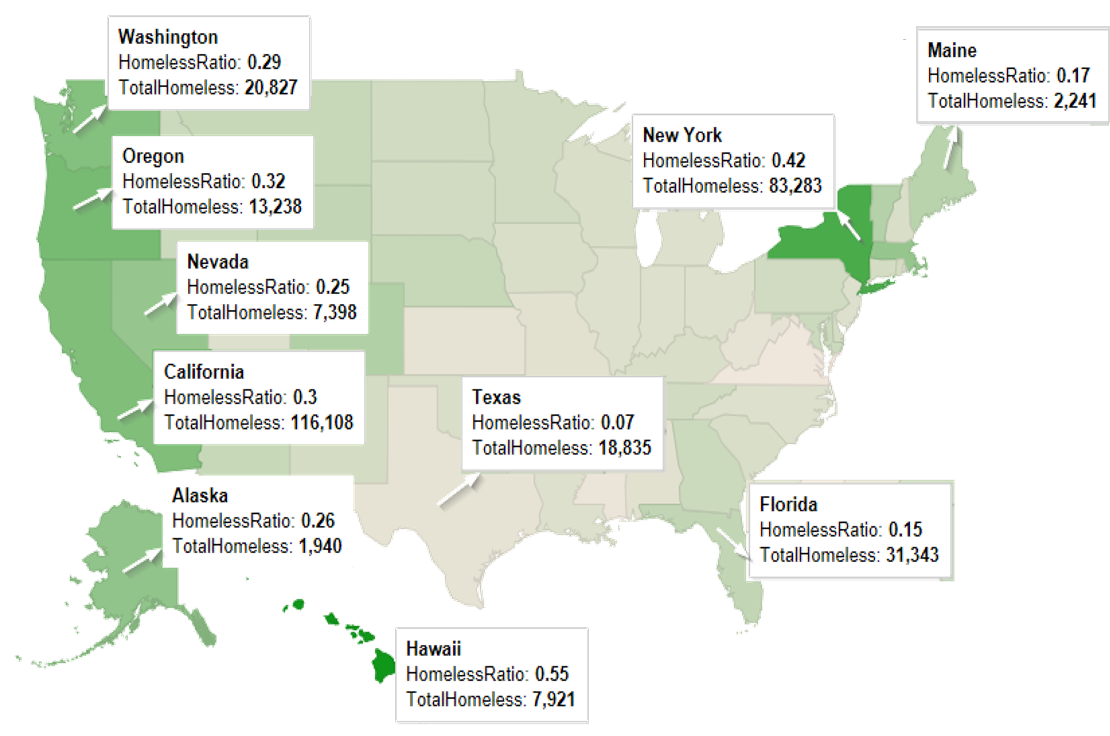 Washington
HomelessRatio: 0.29
TotalHomeless: 20,827
Maine
HomelessRatio: 0.17
TotalHomeless: 2,241
New York
HomelessRatio: 0.42
TotalHomeless: 83,283
Oregon
HomelessRatio: 0.32
TotalHomeless: 13,238
Nevada
HomelessRatio: 0.25
TotalHomeless: 7,398
California
HomelessRatio: 0.3
TotalHomeless: 116,108
Texas
HomelessRatio: 0.07
TotalHomeless: 18,835
Alaska
HomelessRatio: 0.26
TotalHomeless: 1,940
Florida
HomelessRatio: 0.15
TotalHomeless: 31,343
Hawaii
HomelessRatio: 0.55
TotalHomeless: 7,921